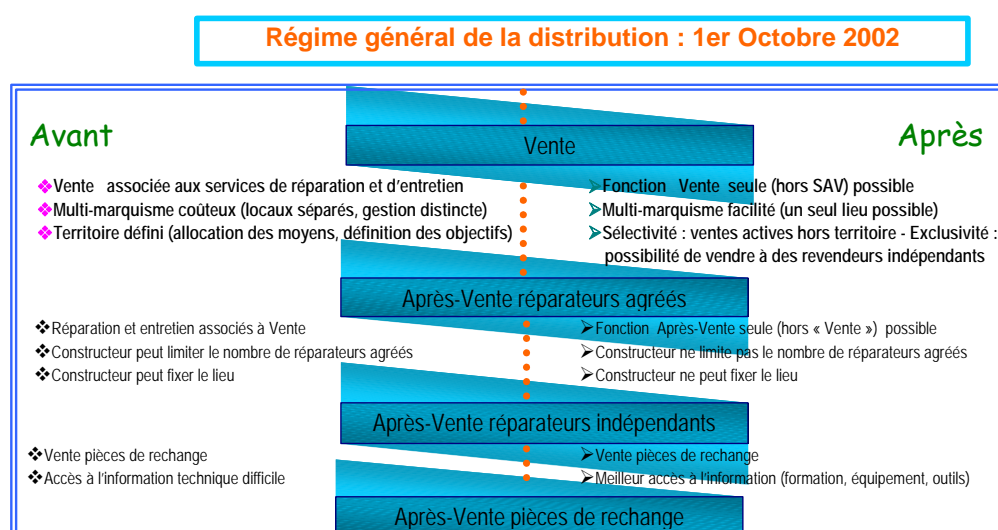 Régime général de la distribution : 1er Octobre 2002
Avant
Après
Vente
❖Vente associée aux services de réparation et d'entretien
❖Multi-marquisme coûteux (locaux séparés, gestion distincte)
❖Territoire défini (allocation des moyens, définition des objectifs)
➢Fonction Vente seule (hors SAV) possible
➢Multi-marquisme facilité (un seul lieu possible)
➢Sélectivité : ventes actives hors territoire - Exclusivité :
possibilité de vendre à des revendeurs indépendants
Après-Vente réparateurs agréés
❖Réparation et entretien associés à Vente
❖Constructeur peut limiter le nombre de réparateurs agréés
❖Constructeur peut fixer le lieu
➢Fonction Après-Vente seule (hors « Vente ») possible
➢Constructeur ne limite pas le nombre de réparateurs agréés
➢Constructeur ne peut fixer le lieu
Après-Vente réparateurs indépendants
❖Vente pièces de rechange
❖Accès à l'information technique difficile
➢Vente pièces de rechange
➢Meilleur accès à l'information (formation, équipement, outils)
Après-Vente pièces de rechange